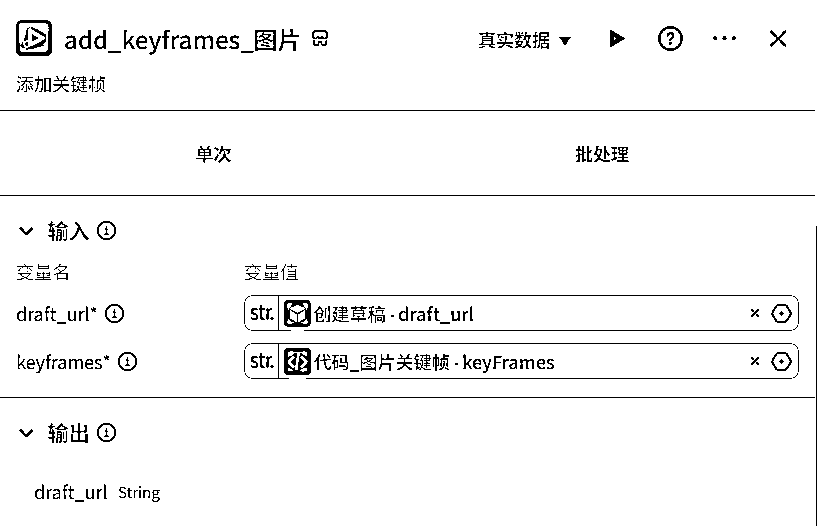 add_keyframes_图片 真实数据
添加关键帧
单次 批处理
输入
变量名 变量值
draft_url* str. 创建草稿 - draft_url
keyframes* str. 代码_图片关键帧 - keyFrames
输出
draft_url String